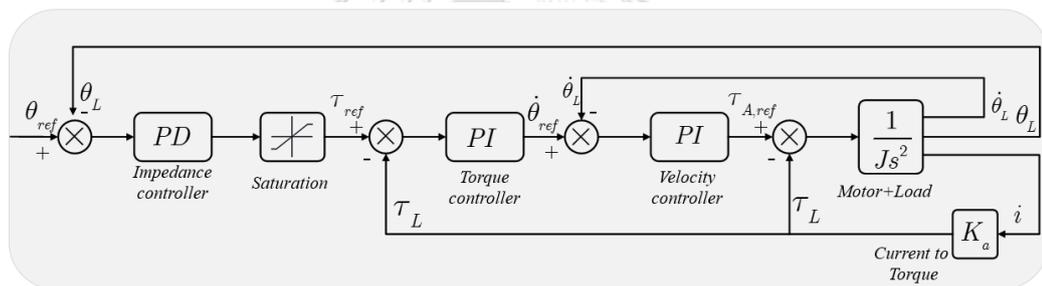 θ_ref
+
θ_L
-
PD
Impedance
controller
Saturation
τ_ref
+
-
PI
Torque
controller
θ̇_ref
+
θ̇_L
-
PI
Velocity
controller
τ_A,ref
+
-
1
Js²
Motor+Load
θ̇_L θ_L
τ_L
τ_L
K_a
i
Current to
Torque